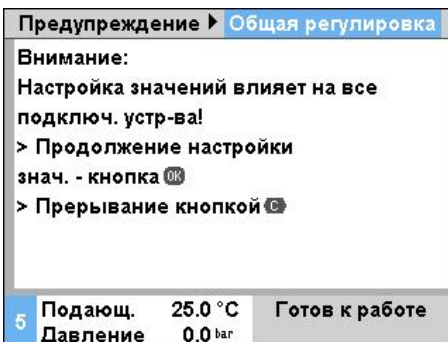 Предупреждение ▶ Общая регулировка
Внимание:
Настройка значений влияет на все
подключ. устр-ва!
> Продолжение настройки
знач. - кнопка OK
> Прерывание кнопкой C
5 Подающ. 25.0 °C Готов к работе
Давление 0.0 bar